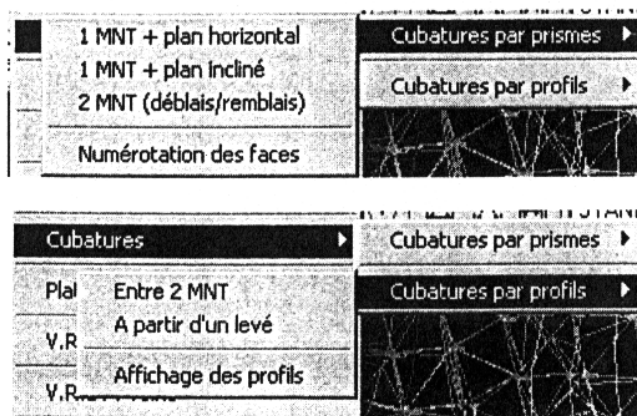 1 MNT + plan horizontal
1 MNT + plan incliné
2 MNT (déblais/remblais)
Numérotation des faces
Cubatures par prismes
Cubatures par profils
Cubatures
Cubatures par prismes
Cubatures par profils
Entre 2 MNT
A partir d'un levé
Affichage des profils